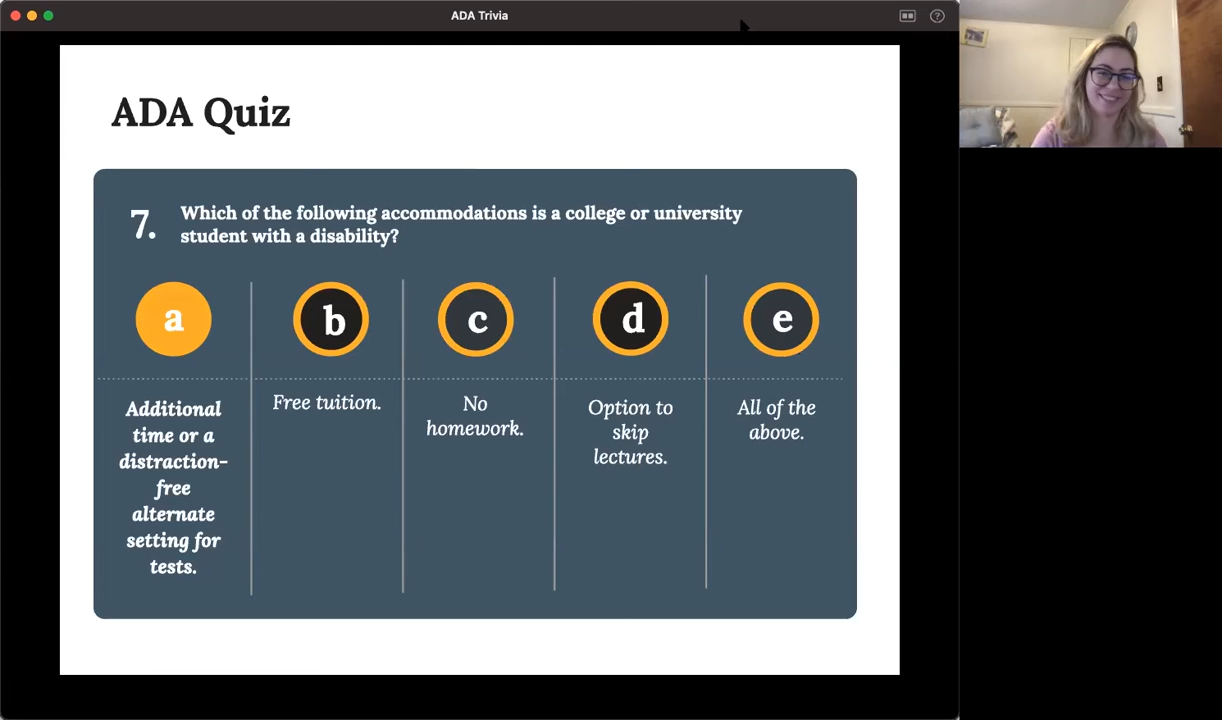 ADA Trivia
ADA Quiz
7.
Which of the following accommodations is a college or university
student with a disability?
a
b
c
d
e
Additional
time or a
distraction-
free
alternate
setting for
tests.
Free tuition.
No
homework.
Option to
skip
lectures.
All of the
above.